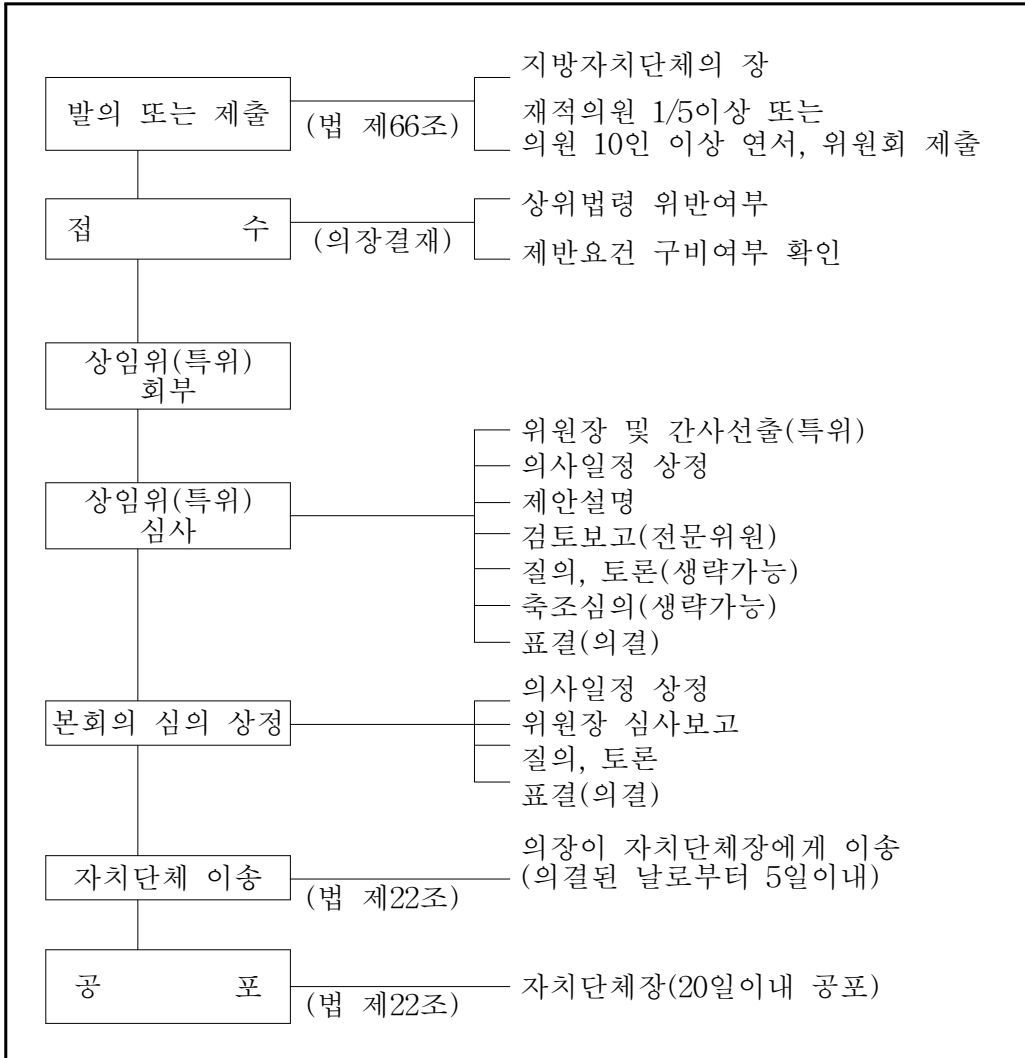 발의 또는 제출
(법 제66조)
지방자치단체의 장
재적의원 1/5이상 또는
의원 10인 이상 연서, 위원회 제출
접 수
(의장결재)
상위법령 위반여부
제반요건 구비여부 확인
상임위(특위)
회부
상임위(특위)
심사
위원장 및 간사선출(특위)
의사일정 상정
제안설명
검토보고(전문위원)
질의, 토론(생략가능)
축조심의(생략가능)
표결(의결)
본회의 심의 상정
의사일정 상정
위원장 심사보고
질의, 토론
표결(의결)
자치단체 이송
(법 제22조)
의장이 자치단체장에게 이송
(의결된 날로부터 5일이내)
공 포
(법 제22조)
자치단체장(20일이내 공포)